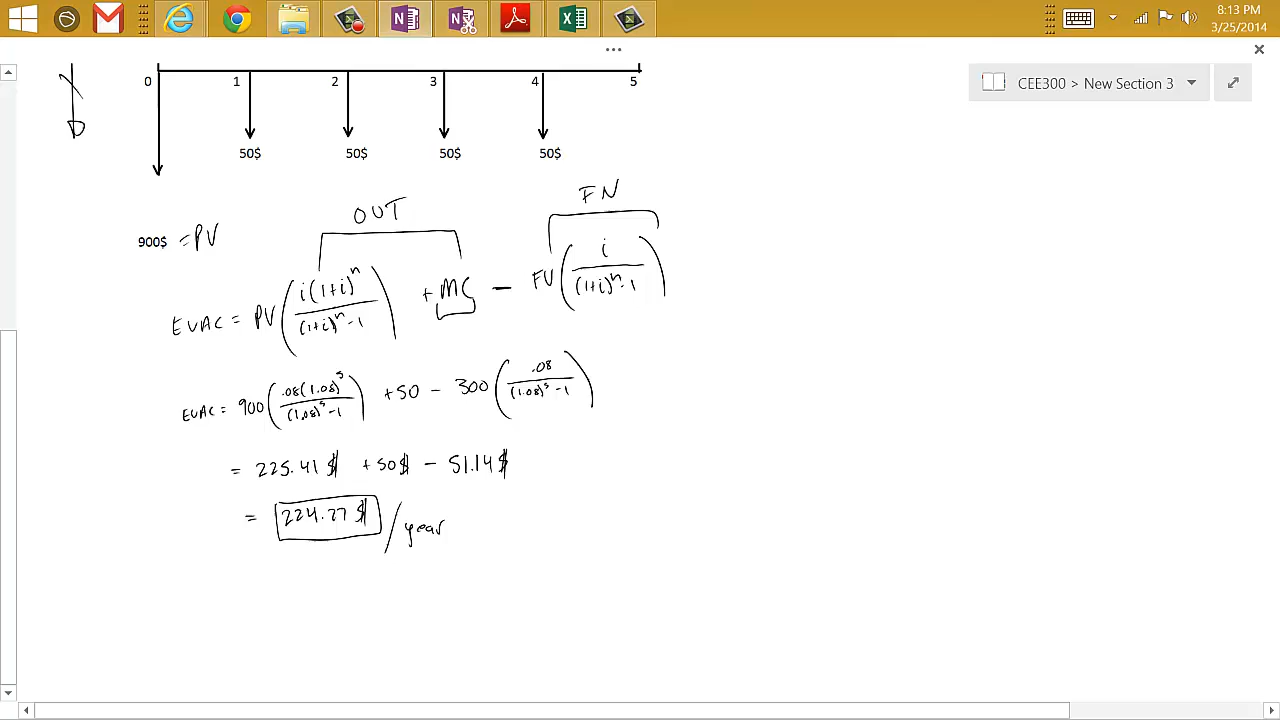 8:13 PM
3/25/2014
CEE300 > New Section 3
0 1 2 3 4 5
50$ 50$ 50$ 50$
OUT
FN
900$ = PV
EUAC = PV( i(1+i)^n / (1+i)^n - 1 ) + MC - FV( i / (1+i)^n - 1 )
EUAC = 900( .08(1.08)^5 / (1.08)^5 - 1 ) + 50 - 300( .08 / (1.08)^5 - 1 )
= 225.41 $ + 50$ - 51.14$
= 224.27 $ / year